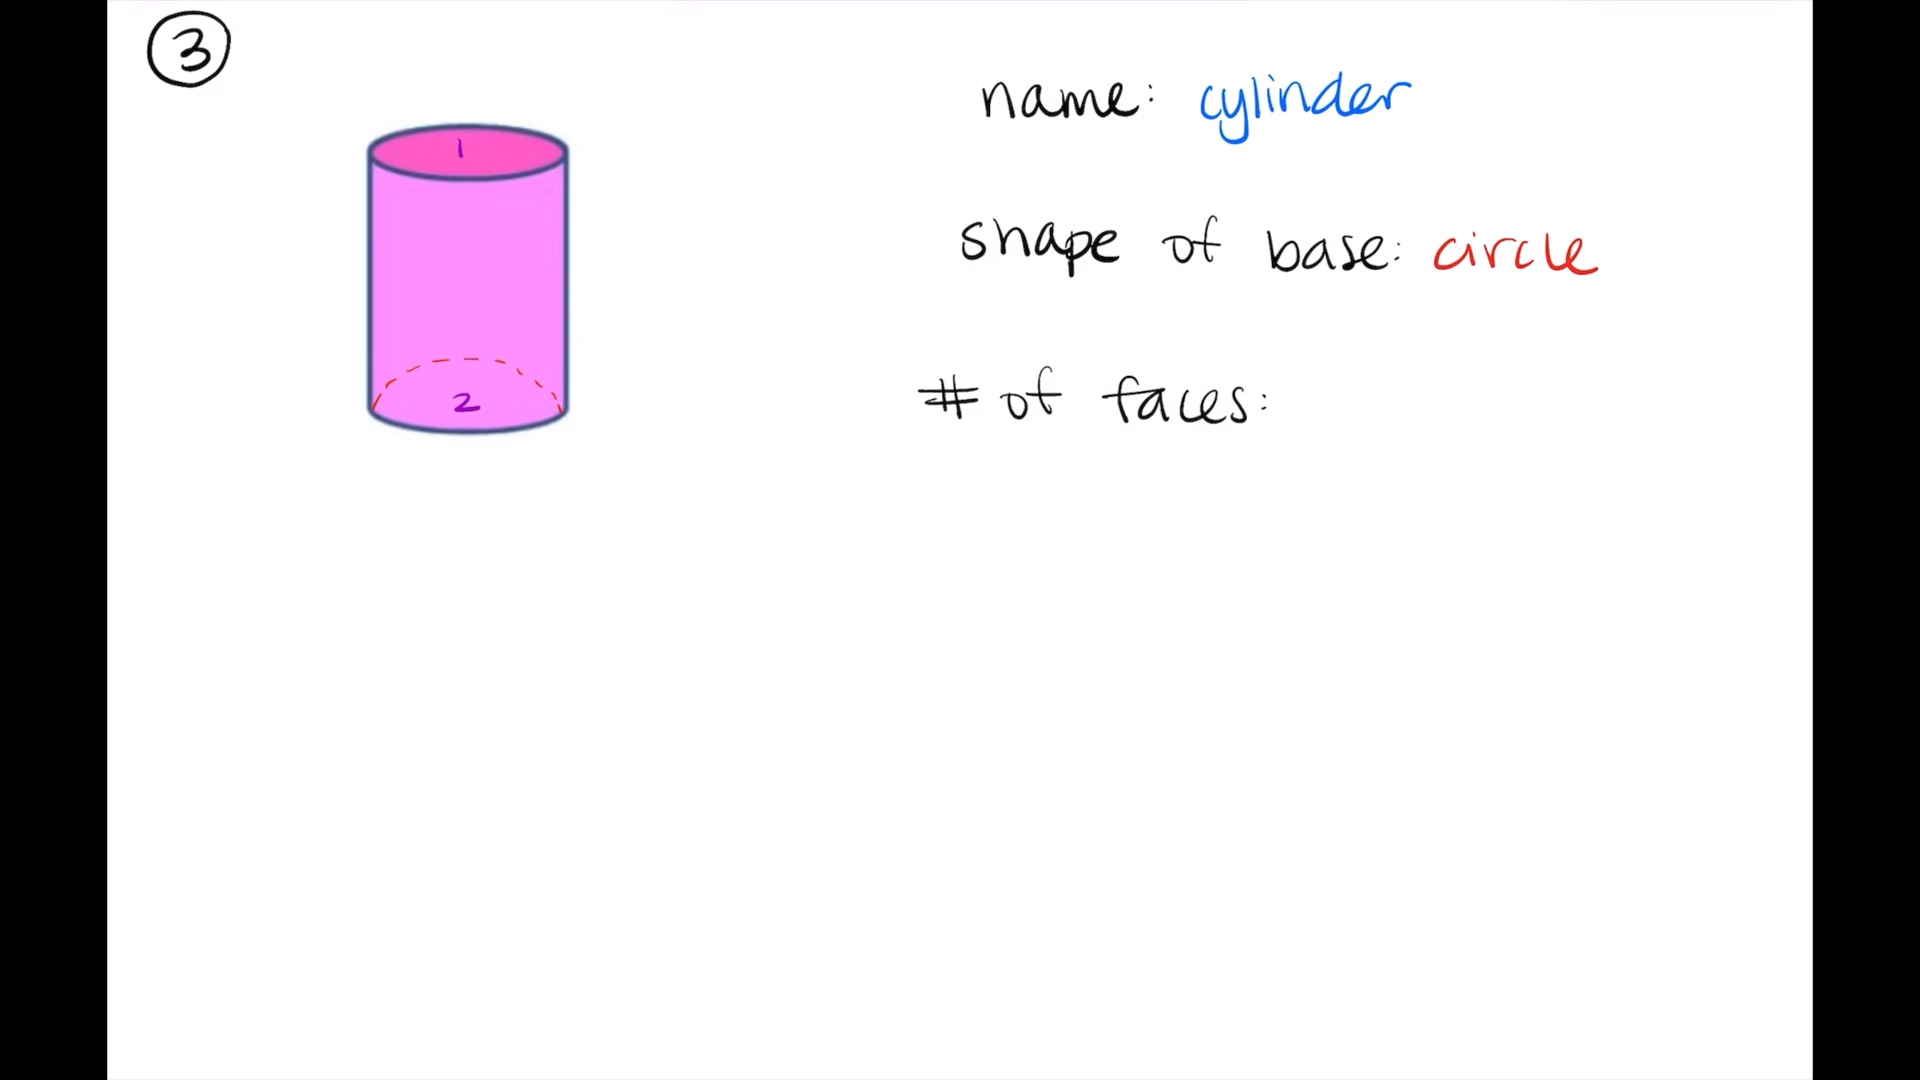 3
name: cylinder
1
shape of base: circle
2
# of faces: